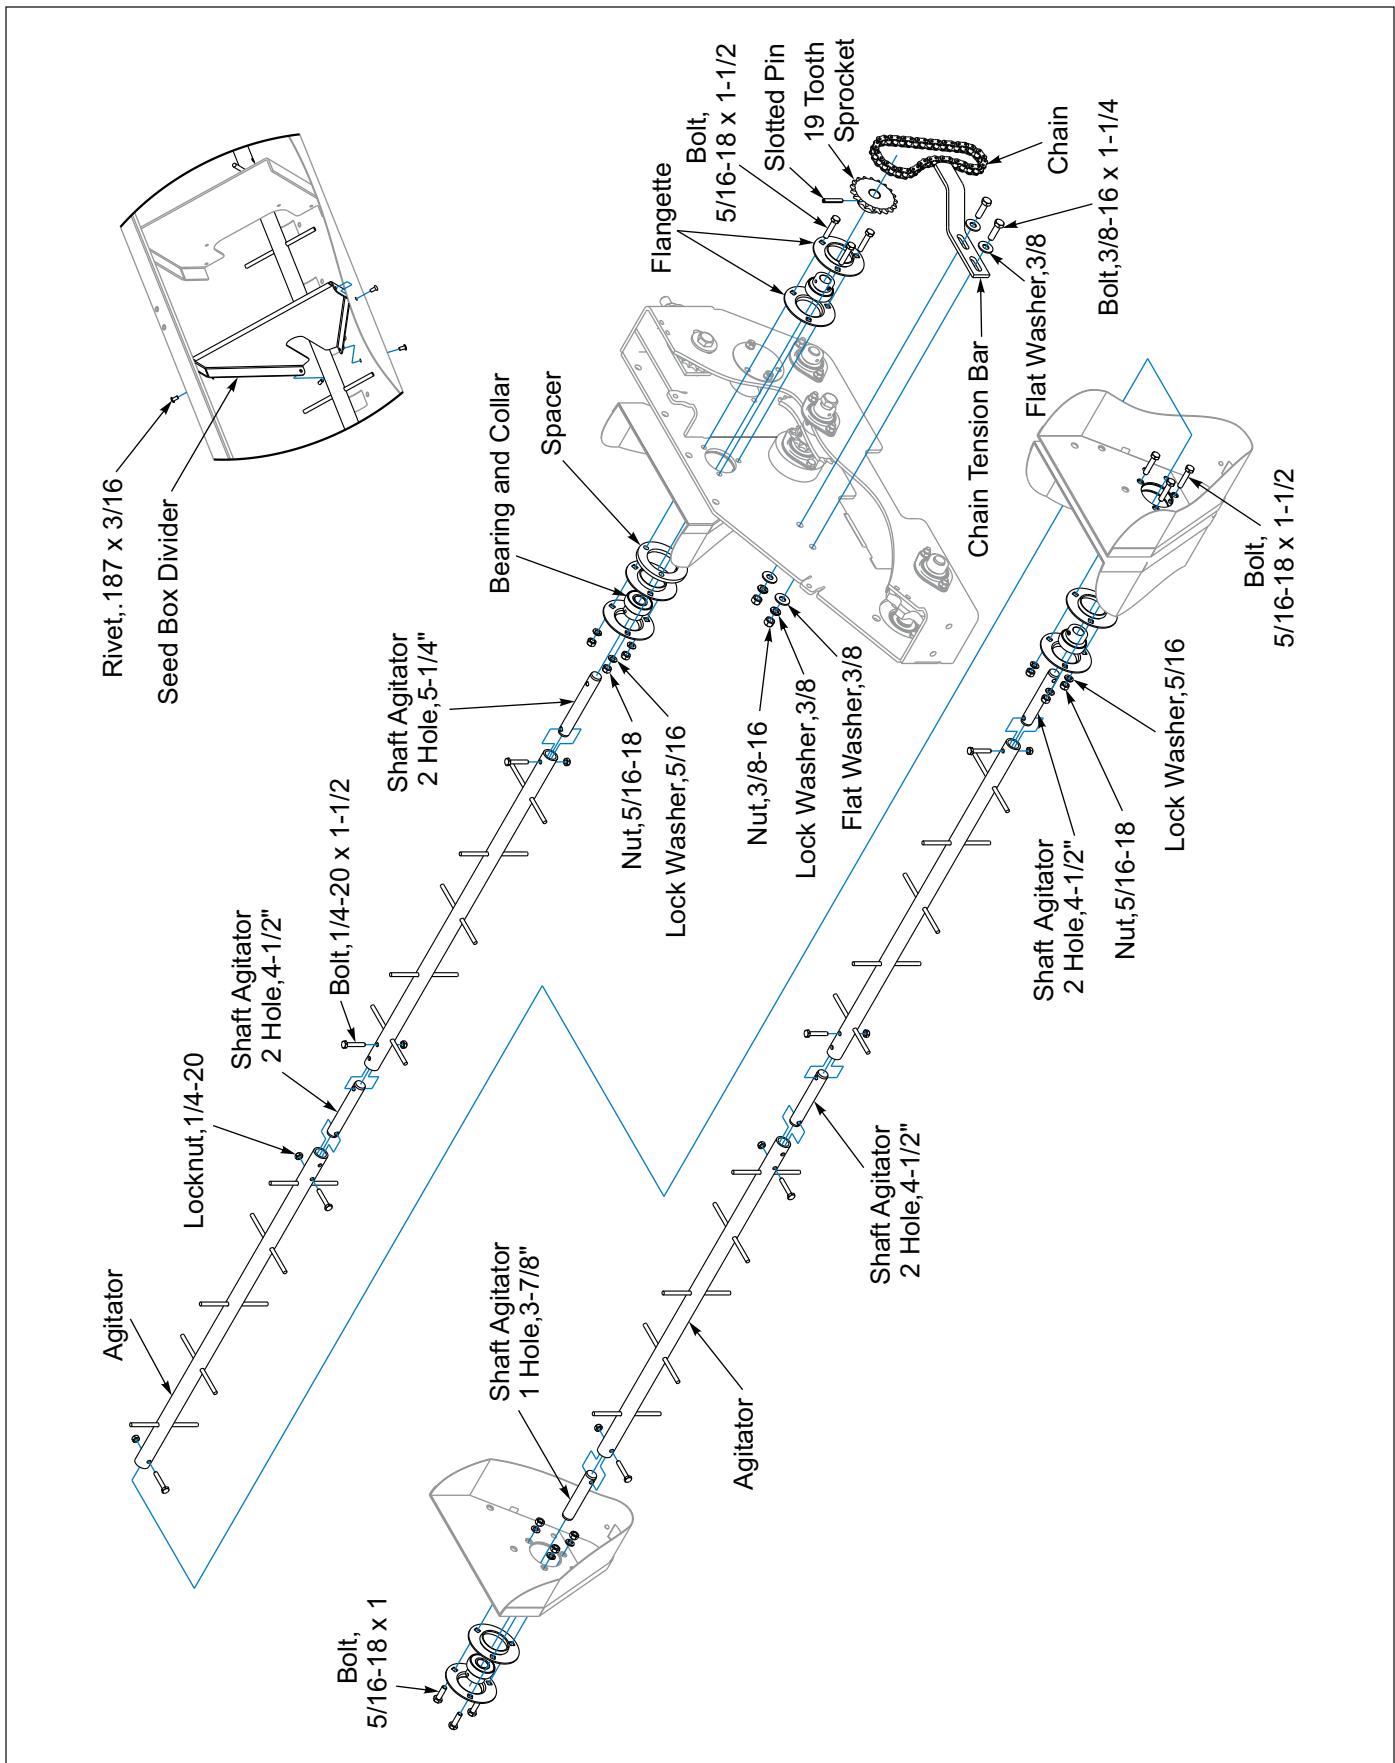 Rivet,.187 x 3/16
Seed Box Divider
Flangette
Bolt,
5/16-18 x 1-1/2
Slotted Pin
19 Tooth
Sprocket
Chain
Bolt,3/8-16 x 1-1/4
Flat Washer,3/8
Chain Tension Bar
Bearing and Collar
Spacer
Shaft Agitator
2 Hole,5-1/4"
Nut,5/16-18
Lock Washer,5/16
Nut,3/8-16
Lock Washer,3/8
Flat Washer,3/8
Bolt,1/4-20 x 1-1/2
Shaft Agitator
2 Hole,4-1/2"
Locknut,1/4-20
Agitator
Bolt,
5/16-18 x 1-1/2
Lock Washer,5/16
Nut,5/16-18
Shaft Agitator
2 Hole,4-1/2"
Shaft Agitator
2 Hole,4-1/2"
Shaft Agitator
1 Hole,3-7/8"
Agitator
Bolt,
5/16-18 x 1